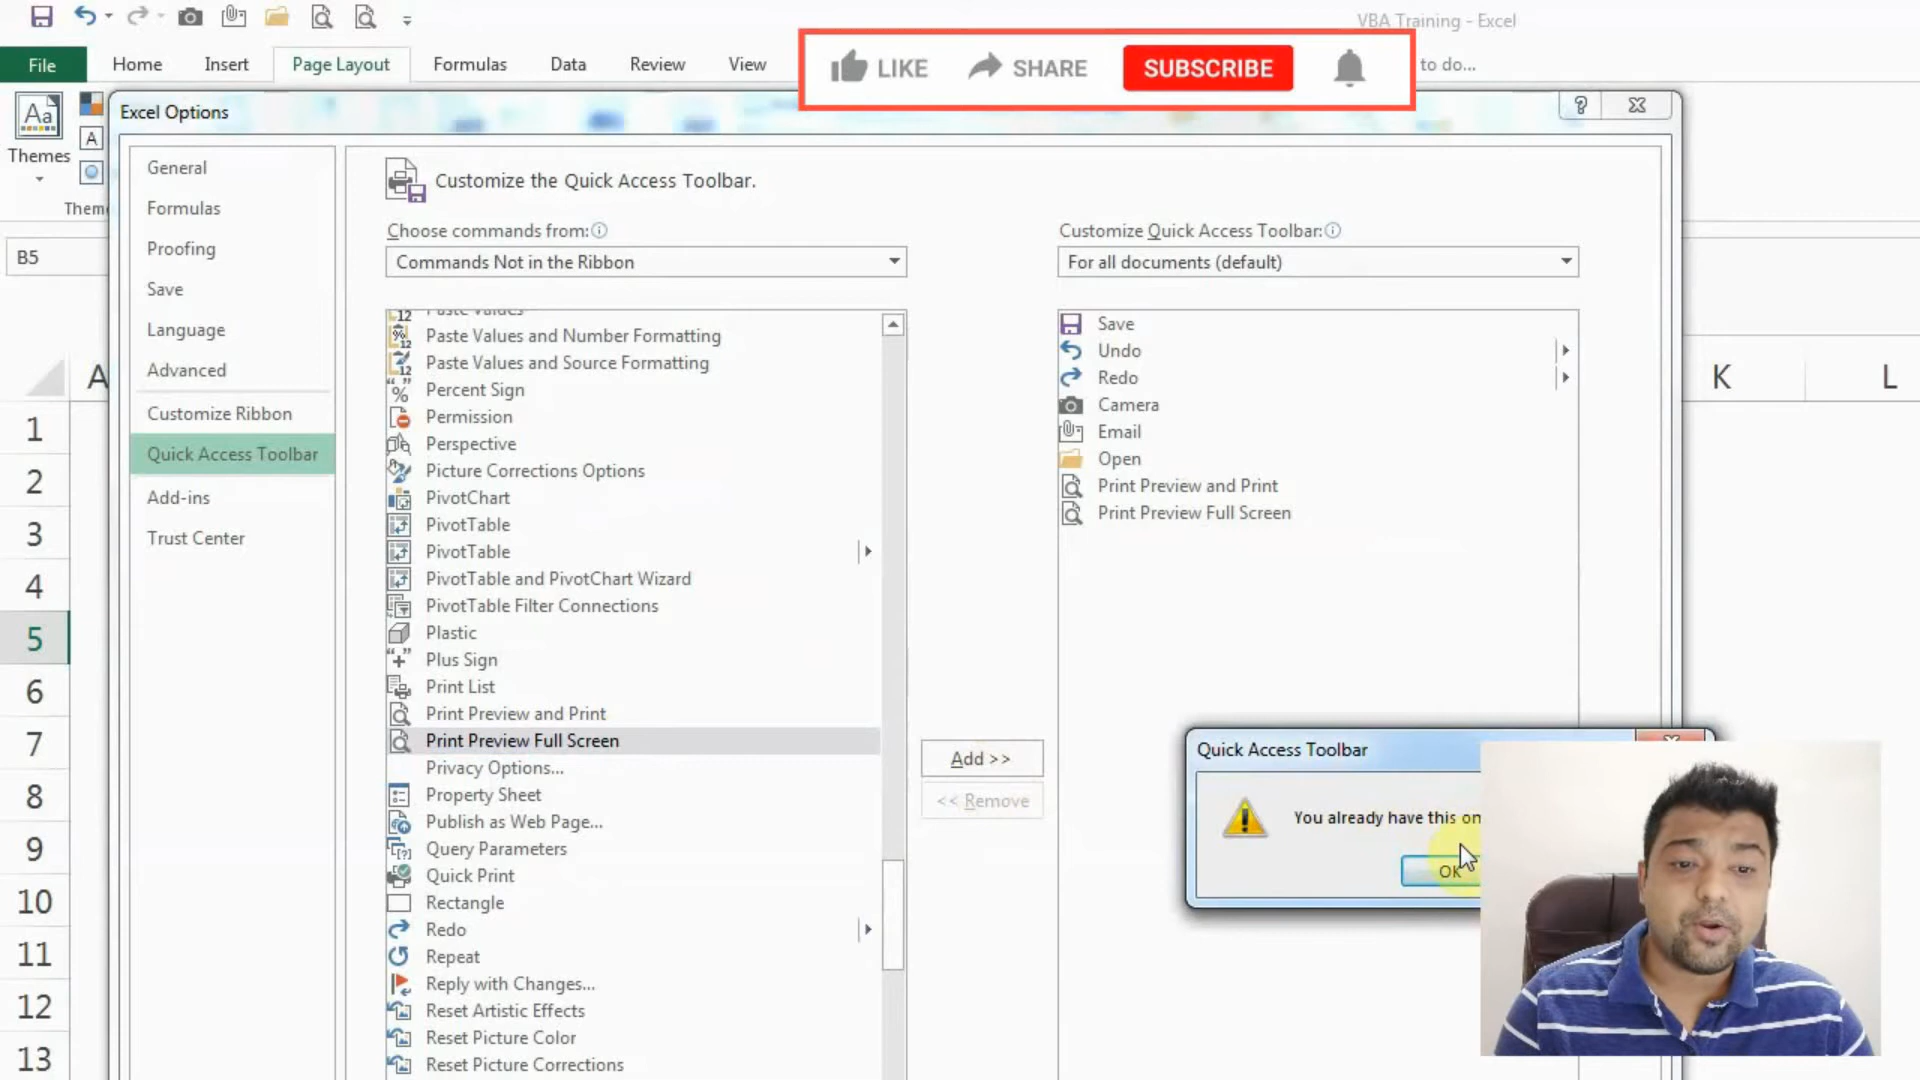 VBA Training - Excel
File Home Insert Page Layout Formulas Data Review View to do...
LIKE SHARE SUBSCRIBE
Aa
A
Themes
Them
Excel Options
General
Formulas
Proofing
Save
Language
Advanced
Customize Ribbon
Quick Access Toolbar
Add-ins
Trust Center
Customize the Quick Access Toolbar.
Choose commands from:
Commands Not in the Ribbon
Paste Values
Paste Values and Number Formatting
Paste Values and Source Formatting
Percent Sign
Permission
Perspective
Picture Corrections Options
PivotChart
PivotTable
PivotTable
PivotTable and PivotChart Wizard
PivotTable Filter Connections
Plastic
Plus Sign
Print List
Print Preview and Print
Print Preview Full Screen
Privacy Options...
Property Sheet
Publish as Web Page...
Query Parameters
Quick Print
Rectangle
Redo
Repeat
Reply with Changes...
Reset Artistic Effects
Reset Picture Color
Reset Picture Corrections
Add >>
<< Remove
Customize Quick Access Toolbar:
For all documents (default)
Save
Undo
Redo
Camera
Email
Open
Print Preview and Print
Print Preview Full Screen
Quick Access Toolbar
You already have this on
OK
B5
A K L
1
2
3
4
5
6
7
8
9
10
11
12
13